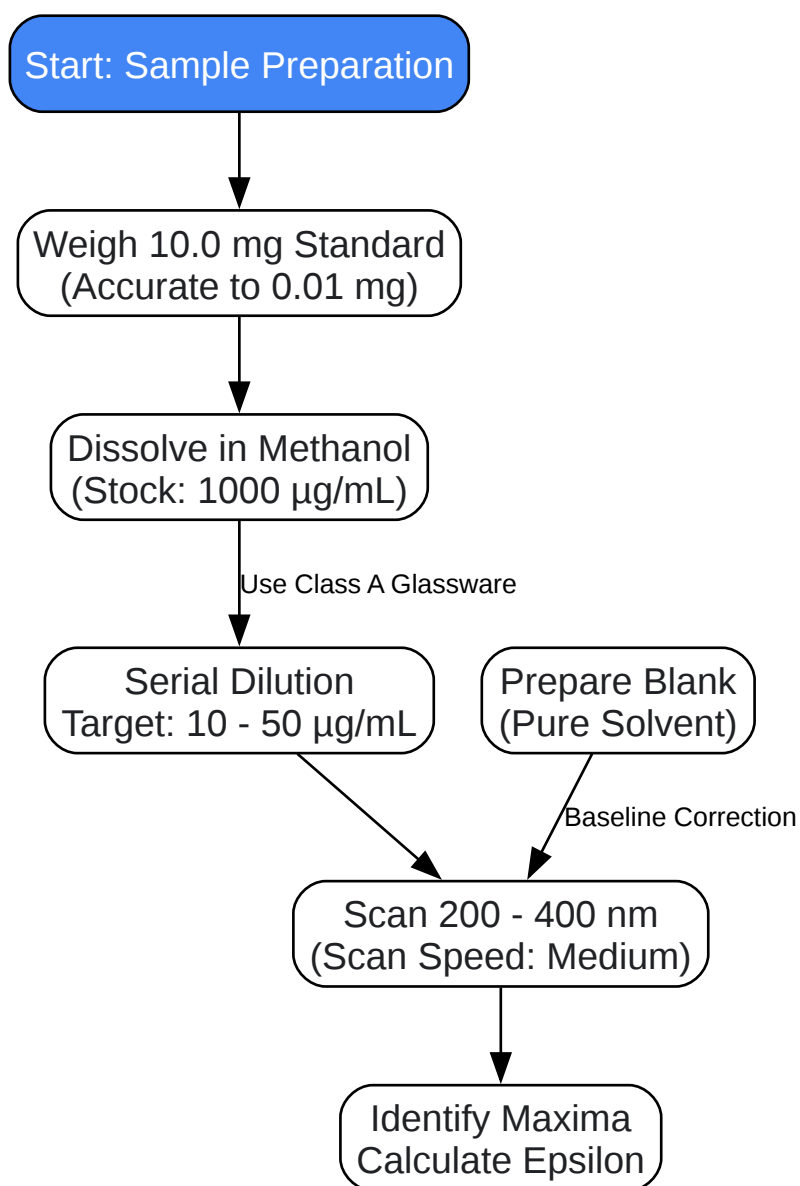 Start: Sample Preparation
Weigh 10.0 mg Standard
(Accurate to 0.01 mg)
Dissolve in Methanol
(Stock: 1000 µg/mL)
Use Class A Glassware
Serial Dilution
Target: 10 - 50 µg/mL
Prepare Blank
(Pure Solvent)
Baseline Correction
Scan 200 - 400 nm
(Scan Speed: Medium)
Identify Maxima
Calculate Epsilon